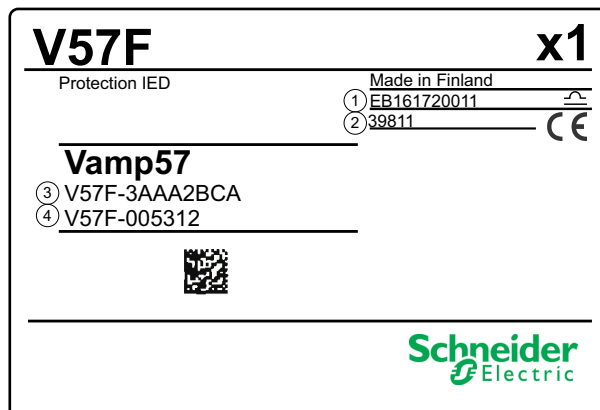 V57F x1
Protection IED
Made in Finland
1 EB161720011
2 39811
CE
Vamp57
3 V57F-3AAA2BCA
4 V57F-005312
Schneider
Electric